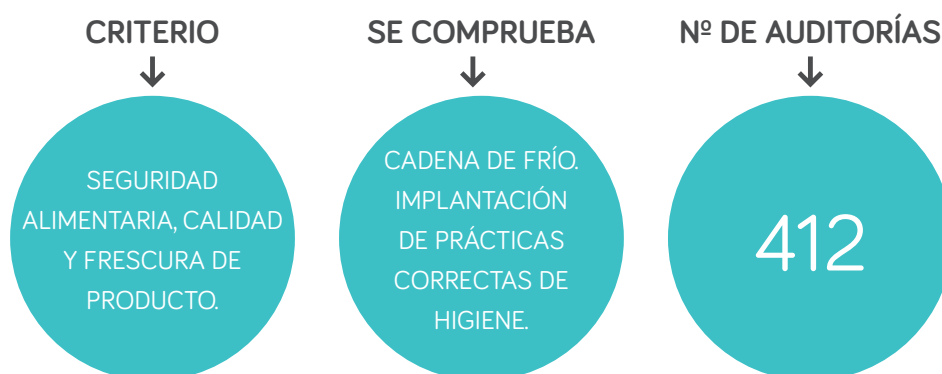 CRITERIO
SEGURIDAD
ALIMENTARIA, CALIDAD
Y FRESCURA DE
PRODUCTO.
SE COMPRUEBA
CADENA DE FRÍO.
IMPLANTACIÓN
DE PRÁCTICAS
CORRECTAS DE
HIGIENE.
Nº DE AUDITORÍAS
412